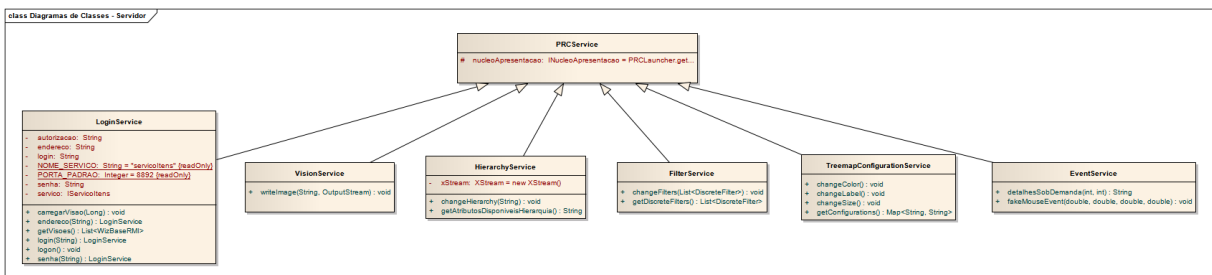 class Diagramas de Classes - Servidor
PRCService
# nucleoApresentacao: INucleoApresentacao = PRCLauncher.get...
LoginService
- autorizacao: String
- endereco: String
- login: String
- NOME_SERVICO: String = "servicoItens" {readOnly}
- PORTA_PADRAO: Integer = 8892 {readOnly}
- senha: String
- servico: IServicoItens
+ carregarVisao(Long) : void
+ endereco(String) : LoginService
+ getVisoes() : List<WizBaseRMI>
+ login(String) : LoginService
+ logon() : void
+ senha(String) : LoginService
VisionService
+ writeImage(String, OutputStream) : void
HierarchyService
- xStream: XStream = new XStream()
+ changeHierarchy(String) : void
+ getAtributosDisponiveisHierarquia() : String
FilterService
+ changeFilters(List<DiscreteFilter>) : void
+ getDiscreteFilters() : List<DiscreteFilter>
TreemapConfigurationService
+ changeColor() : void
+ changeLabel() : void
+ changeSize() : void
+ getConfigurations() : Map<String, String>
EventService
+ detalhesSobDemanda(int, int) : String
+ fakeMouseEvent(double, double, double, double) : void